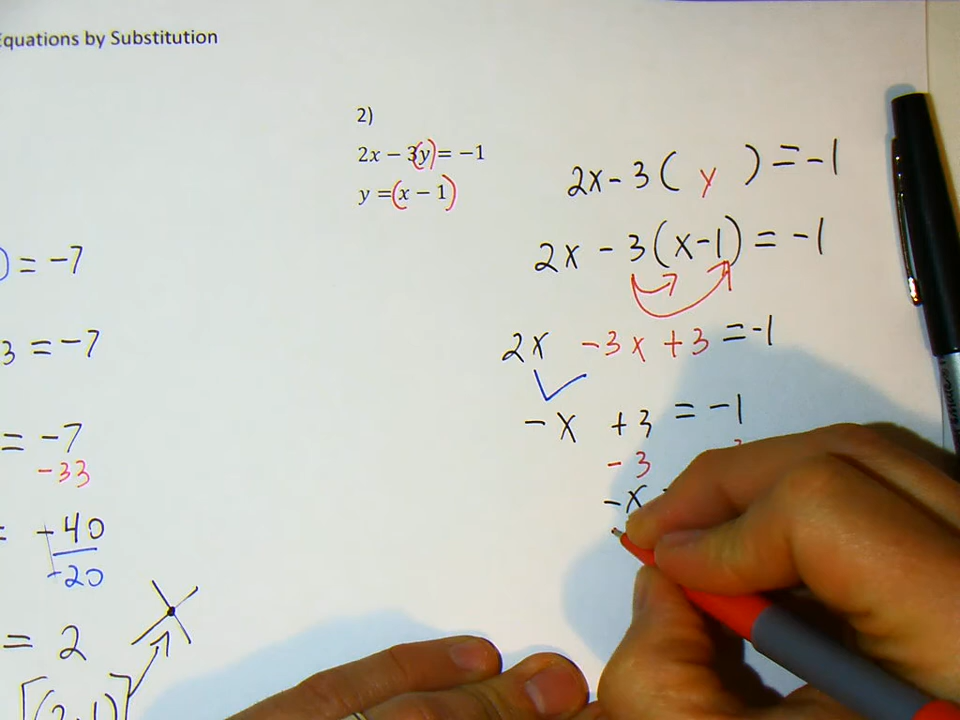 Equations by Substitution
2)
2x − 3(y) = −1
y = (x − 1)
) = -7
3 = -7
= -7
-33
= -40
-20
= 2
2x - 3( y ) = -1
2x - 3(x-1) = -1
2x -3x +3 = -1
-x +3 = -1
-3
-x